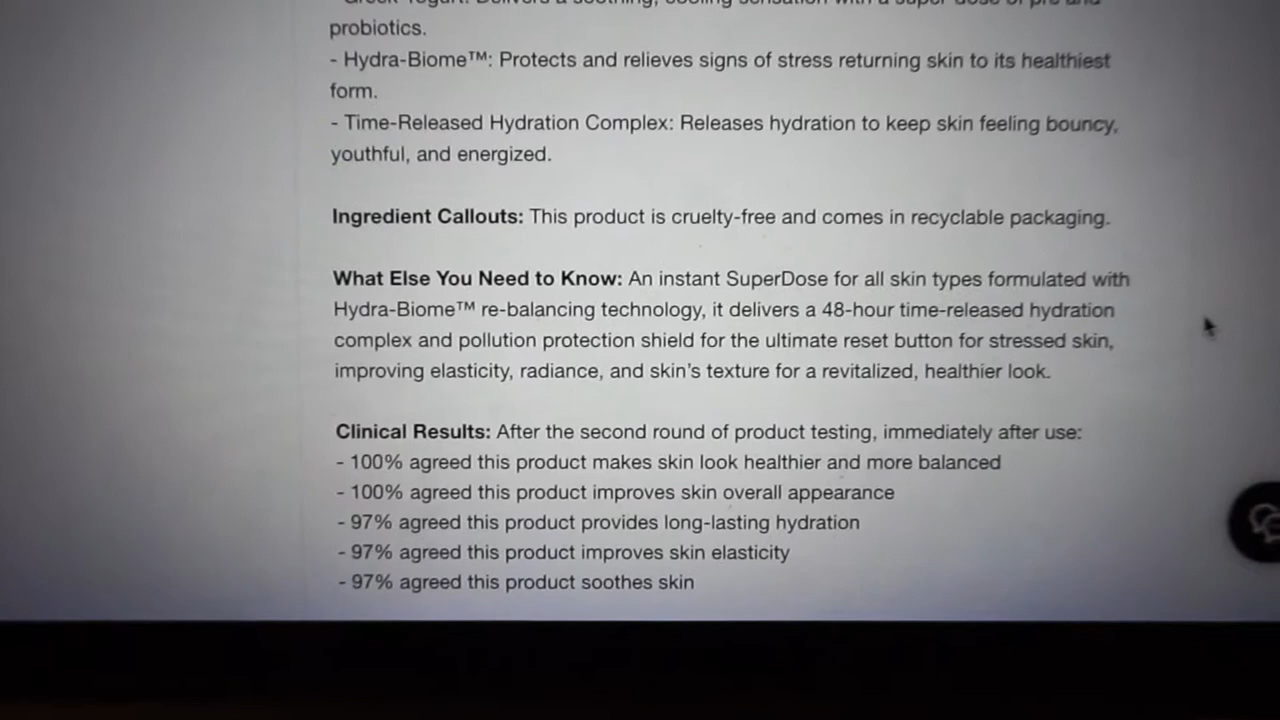 probiotics.
- Hydra-Biome™: Protects and relieves signs of stress returning skin to its healthiest
form.
- Time-Released Hydration Complex: Releases hydration to keep skin feeling bouncy,
youthful, and energized.
Ingredient Callouts: This product is cruelty-free and comes in recyclable packaging.
What Else You Need to Know: An instant SuperDose for all skin types formulated with
Hydra-Biome™ re-balancing technology, it delivers a 48-hour time-released hydration
complex and pollution protection shield for the ultimate reset button for stressed skin,
improving elasticity, radiance, and skin’s texture for a revitalized, healthier look.
Clinical Results: After the second round of product testing, immediately after use:
- 100% agreed this product makes skin look healthier and more balanced
- 100% agreed this product improves skin overall appearance
- 97% agreed this product provides long-lasting hydration
- 97% agreed this product improves skin elasticity
- 97% agreed this product soothes skin